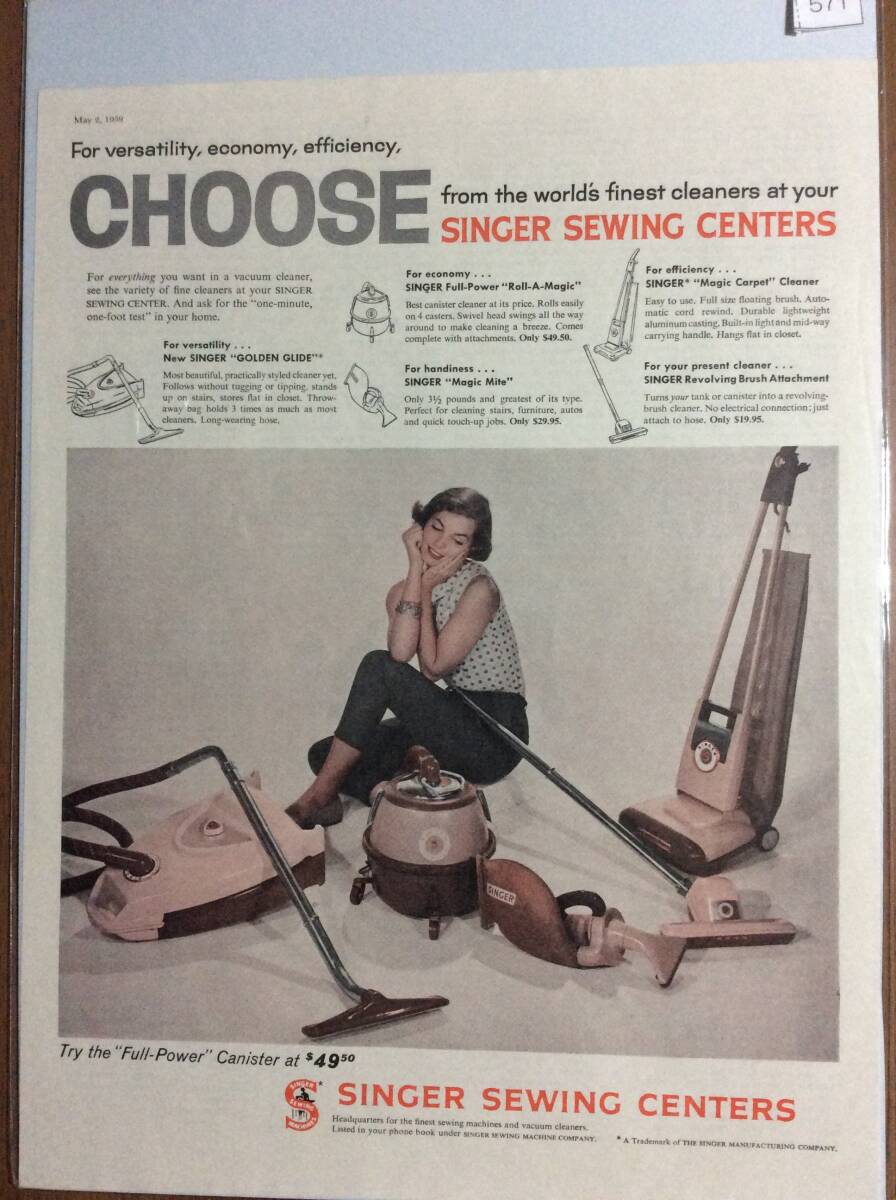 571
May 2, 1959
For versatility, economy, efficiency,
CHOOSE
from the world's finest cleaners at your
SINGER SEWING CENTERS
For everything you want in a vacuum cleaner,
see the variety of fine cleaners at your SINGER
SEWING CENTER. And ask for the "one-minute,
one-foot test" in your home.
For versatility . . .
New SINGER "GOLDEN GLIDE"*
Most beautiful, practically styled cleaner yet.
Follows without tugging or tipping, stands
up on stairs, stores flat in closet. Throw-
away bag holds 3 times as much as most
cleaners. Long-wearing hose.
For economy . . .
SINGER Full-Power "Roll-A-Magic"
Best canister cleaner at its price. Rolls easily
on 4 casters. Swivel head swings all the way
around to make cleaning a breeze. Comes
complete with attachments. Only $49.50.
For handiness . . .
SINGER "Magic Mite"
Only 3½ pounds and greatest of its type.
Perfect for cleaning stairs, furniture, autos
and quick touch-up jobs. Only $29.95.
For efficiency . . .
SINGER* "Magic Carpet" Cleaner
Easy to use. Full size floating brush. Auto-
matic cord rewind. Durable lightweight
aluminum casting. Built-in light and mid-way
carrying handle. Hangs flat in closet.
For your present cleaner . . .
SINGER Revolving Brush Attachment
Turns your tank or canister into a revolving-
brush cleaner. No electrical connection; just
attach to hose. Only $19.95.
SINGER
Try the "Full-Power" Canister at $49⁵⁰
SINGER
SEWING
MACHINES
*
SINGER SEWING CENTERS
Headquarters for the finest sewing machines and vacuum cleaners.
Listed in your phone book under SINGER SEWING MACHINE COMPANY.
* A Trademark of THE SINGER MANUFACTURING COMPANY.